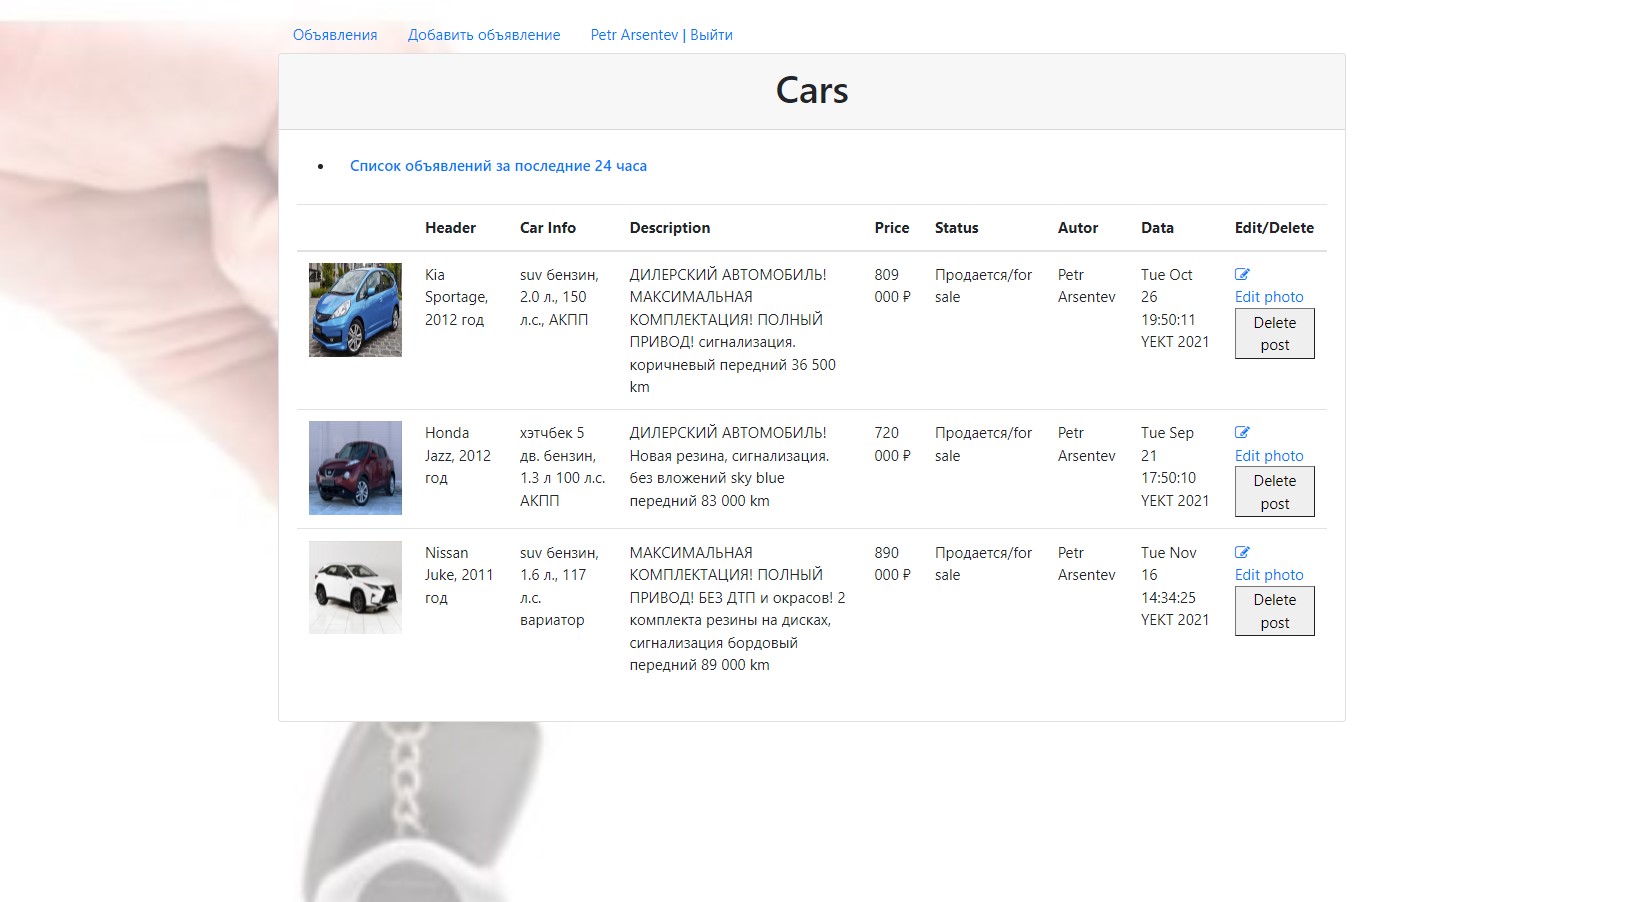 Объявления Добавить объявление Petr Arsentev | Выйти
Cars
Список объявлений за последние 24 часа
Header Car Info Description Price Status Autor Data Edit/Delete
Kia
Sportage,
2012 год
suv бензин,
2.0 л., 150
л.с., АКПП
ДИЛЕРСКИЙ АВТОМОБИЛЬ!
МАКСИМАЛЬНАЯ
КОМПЛЕКТАЦИЯ! ПОЛНЫЙ
ПРИВОД! сигнализация.
коричневый передний 36 500
km
809
000 ₽
Продается/for
sale
Petr
Arsentev
Tue Oct
26
19:50:11
YEKT 2021
Edit photo
Delete
post
Honda
Jazz, 2012
год
хэтчбек 5
дв. бензин,
1.3 л 100 л.с.
АКПП
ДИЛЕРСКИЙ АВТОМОБИЛЬ!
Новая резина, сигнализация.
без вложений sky blue
передний 83 000 km
720
000 ₽
Продается/for
sale
Petr
Arsentev
Tue Sep
21
17:50:10
YEKT 2021
Edit photo
Delete
post
Nissan
Juke, 2011
год
suv бензин,
1.6 л., 117
л.с.
вариатор
МАКСИМАЛЬНАЯ
КОМПЛЕКТАЦИЯ! ПОЛНЫЙ
ПРИВОД! БЕЗ ДТП и окрасов! 2
комплекта резины на дисках,
сигнализация бордовый
передний 89 000 km
890
000 ₽
Продается/for
sale
Petr
Arsentev
Tue Nov
16
14:34:25
YEKT 2021
Edit photo
Delete
post